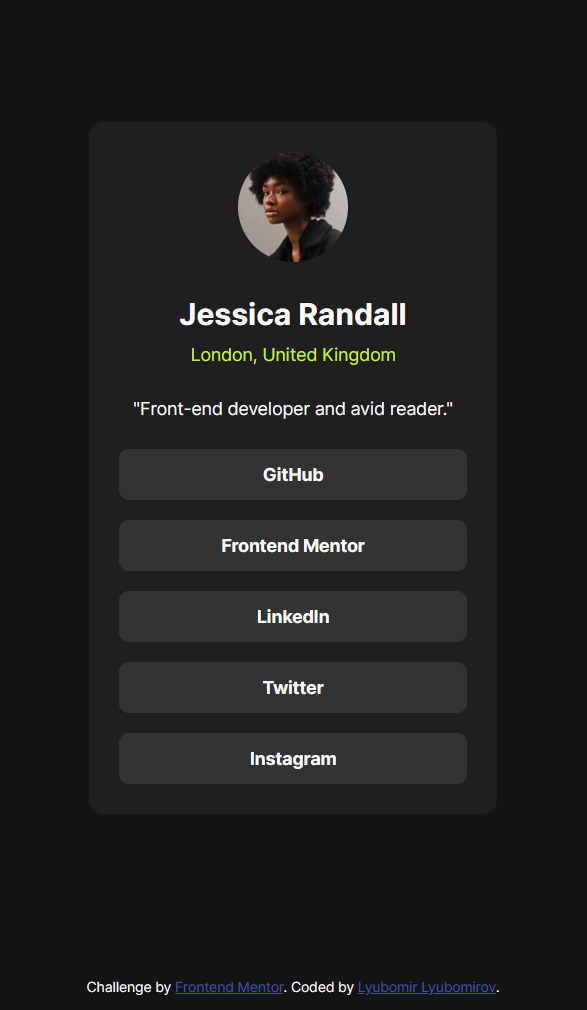 Jessica Randall
London, United Kingdom
"Front-end developer and avid reader."
GitHub
Frontend Mentor
LinkedIn
Twitter
Instagram
Challenge by Frontend Mentor. Coded by Lyubomir Lyubomirov.